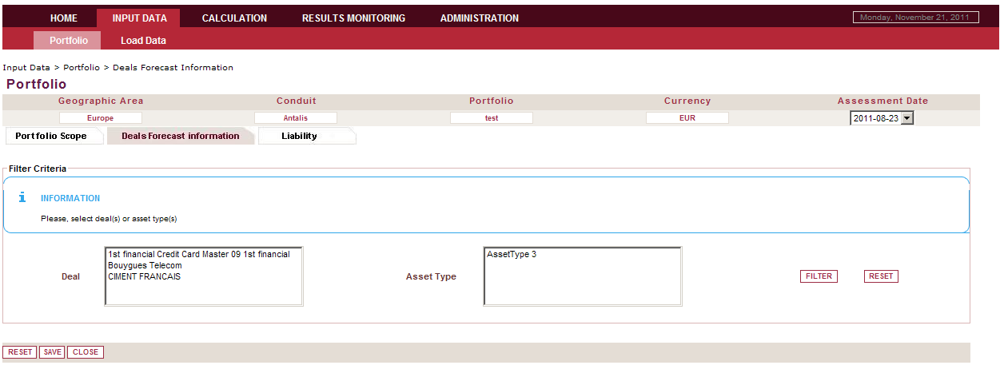 HOME INPUT DATA CALCULATION RESULTS MONITORING ADMINISTRATION Monday, November 21, 2011
Portfolio Load Data
Input Data > Portfolio > Deals Forecast Information
Portfolio
Geographic Area Conduit Portfolio Currency Assessment Date
Europe Antalis test EUR 2011-08-23
Portfolio Scope Deals Forecast information Liability
Filter Criteria
i INFORMATION
Please, select deal(s) or asset type(s)
1st financial Credit Card Master 09 1st financial AssetType 3
Bouygues Telecom
Deal CIMENT FRANCAIS Asset Type FILTER RESET
RESET SAVE CLOSE